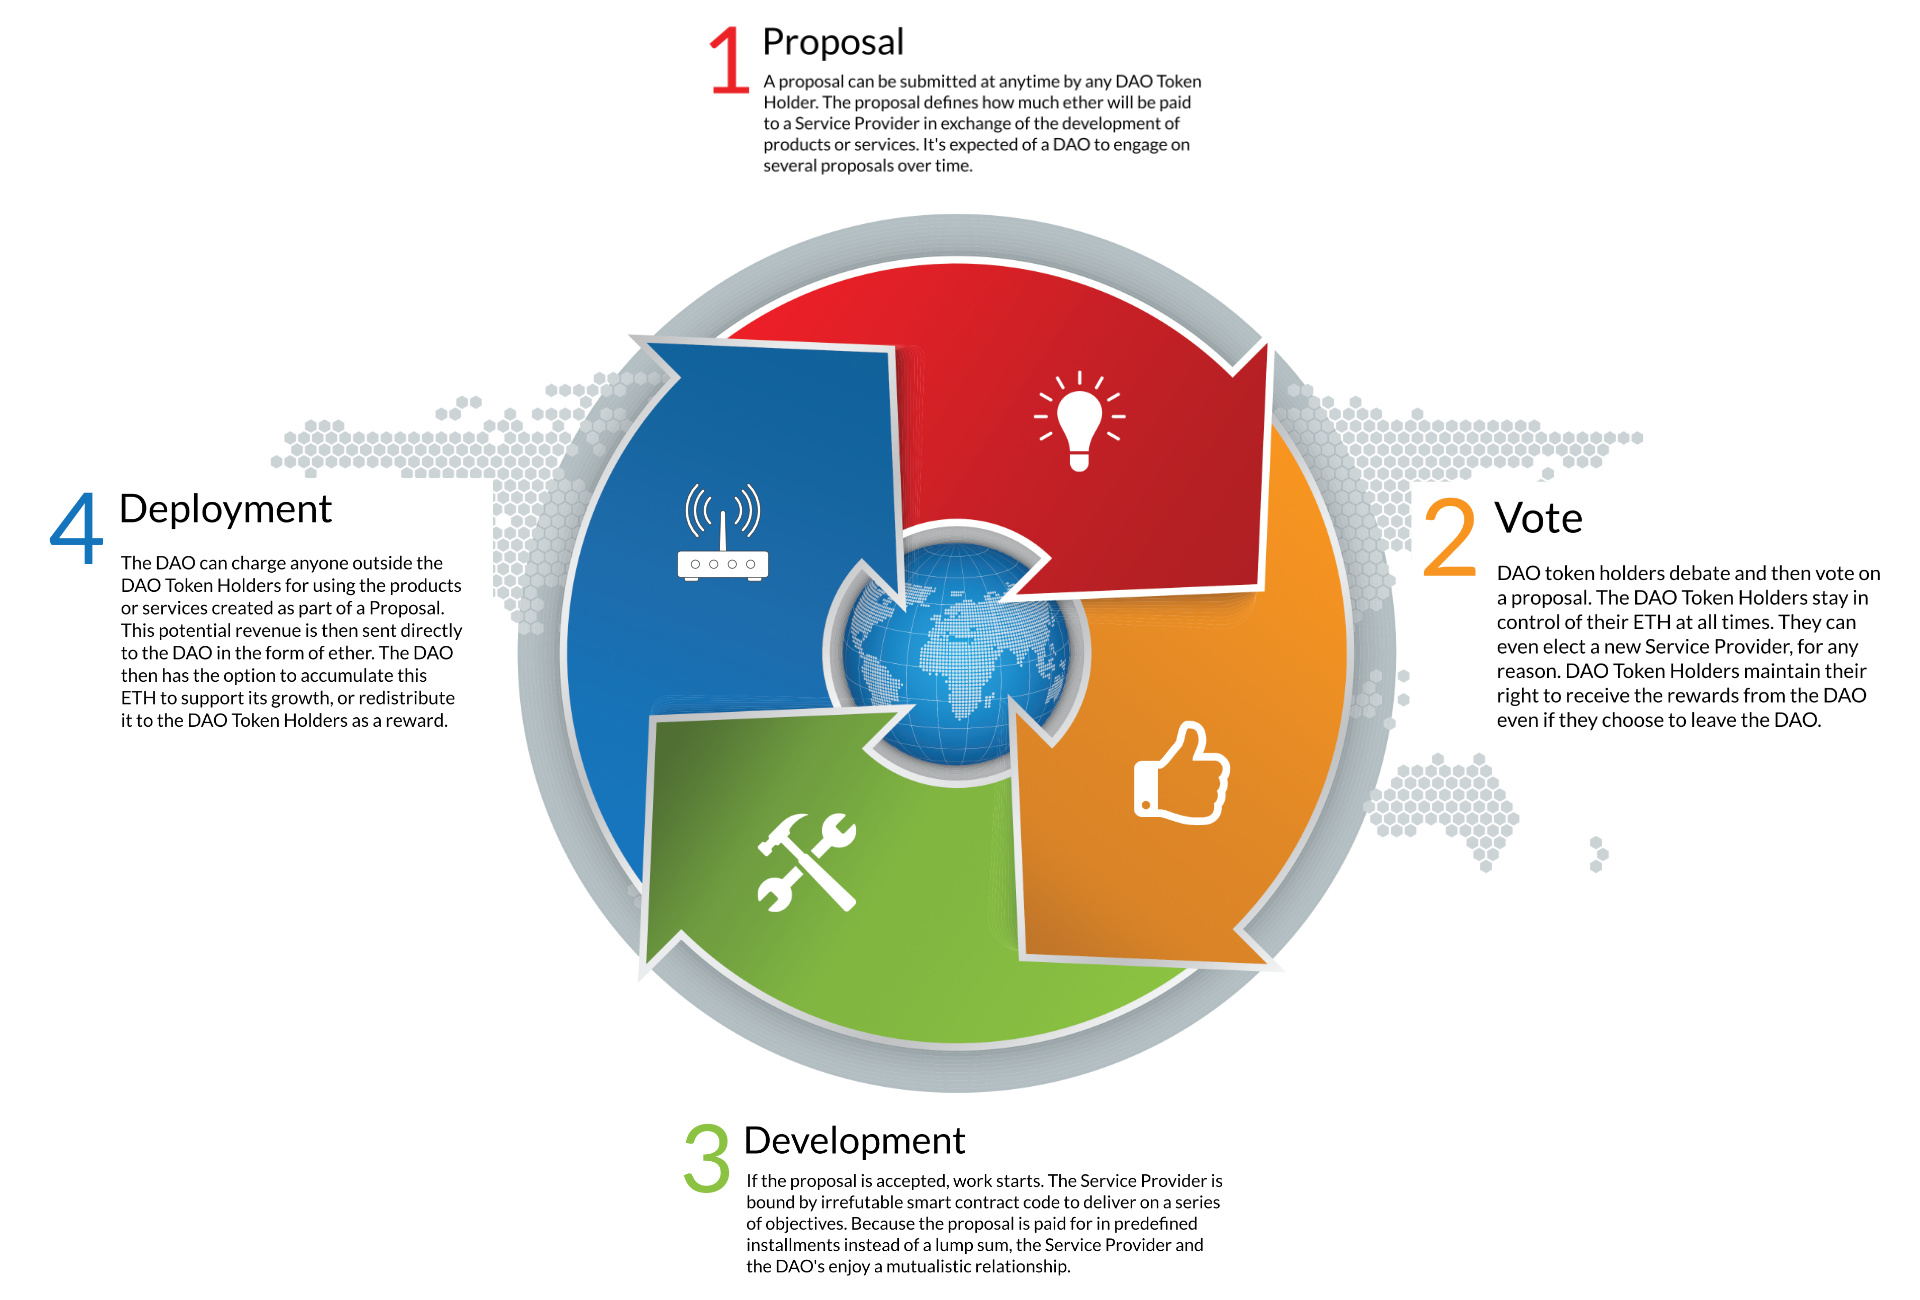 1 Proposal
A proposal can be submitted at anytime by any DAO Token
Holder. The proposal defines how much ether will be paid
to a Service Provider in exchange of the development of
products or services. It's expected of a DAO to engage on
several proposals over time.
2 Vote
DAO token holders debate and then vote on
a proposal. The DAO Token Holders stay in
control of their ETH at all times. They can
even elect a new Service Provider, for any
reason. DAO Token Holders maintain their
right to receive the rewards from the DAO
even if they choose to leave the DAO.
3 Development
If the proposal is accepted, work starts. The Service Provider is
bound by irrefutable smart contract code to deliver on a series
of objectives. Because the proposal is paid for in predefined
installments instead of a lump sum, the Service Provider and
the DAO's enjoy a mutualistic relationship.
4 Deployment
The DAO can charge anyone outside the
DAO Token Holders for using the products
or services created as part of a Proposal.
This potential revenue is then sent directly
to the DAO in the form of ether. The DAO
then has the option to accumulate this
ETH to support its growth, or redistribute
it to the DAO Token Holders as a reward.